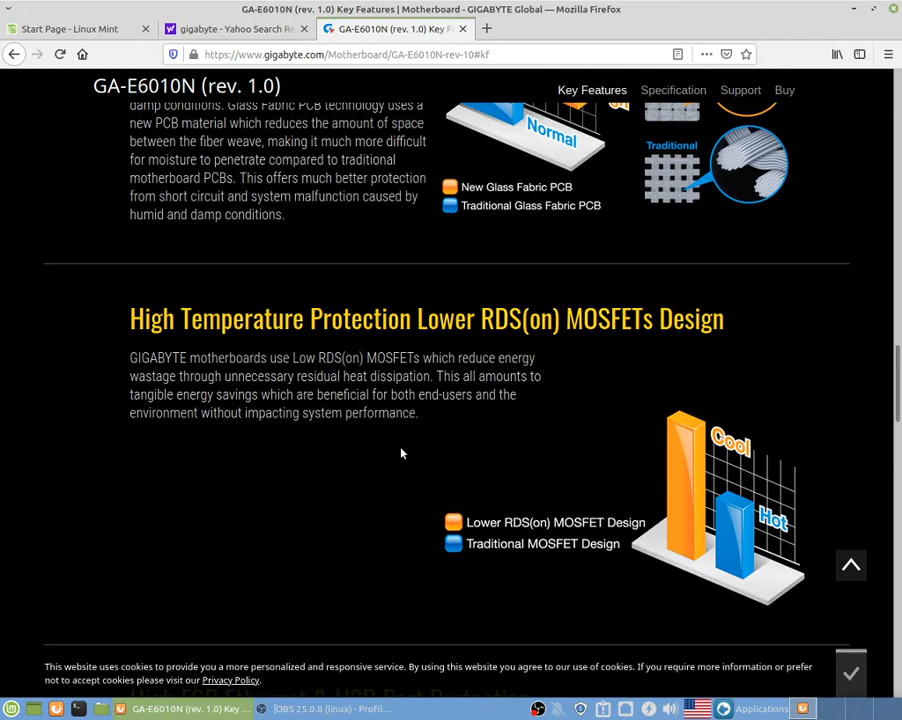 GA-E6010N (rev. 1.0) Key Features | Motherboard - GIGABYTE Global — Mozilla Firefox
Start Page - Linux Mint
gigabyte - Yahoo Search Re
GA-E6010N (rev. 1.0) Key F
https://www.gigabyte.com/Motherboard/GA-E6010N-rev-10#kf
GA-E6010N (rev. 1.0)
Key Features Specification Support Buy
damp conditions. Glass Fabric PCB technology uses a
new PCB material which reduces the amount of space
between the fiber weave, making it much more difficult
for moisture to penetrate compared to traditional
motherboard PCBs. This offers much better protection
from short circuit and system malfunction caused by
humid and damp conditions.
Normal
Traditional
New Glass Fabric PCB
Traditional Glass Fabric PCB
High Temperature Protection Lower RDS(on) MOSFETs Design
GIGABYTE motherboards use Low RDS(on) MOSFETs which reduce energy
wastage through unnecessary residual heat dissipation. This all amounts to
tangible energy savings which are beneficial for both end-users and the
environment without impacting system performance.
Cool
Hot
Lower RDS(on) MOSFET Design
Traditional MOSFET Design
This website uses cookies to provide you a more personalized and responsive service. By using this website you agree to our use of cookies. If you require more information or prefer
not to accept cookies please visit our Privacy Policy.
High ESD Ethernet & USB Port Protection
GA-E6010N (rev. 1.0) Key ...
[OBS 25.0.8 (linux) - Profil...
Applications